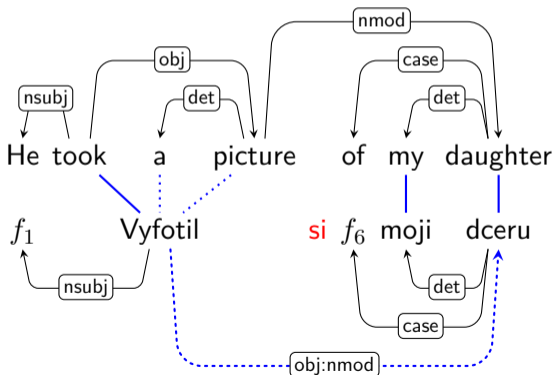 nmod
obj
case
nsubj
det
det
He took a picture of my daughter
f₁ Vyfotil si f₆ moji dceru
nsubj
det
case
obj:nmod